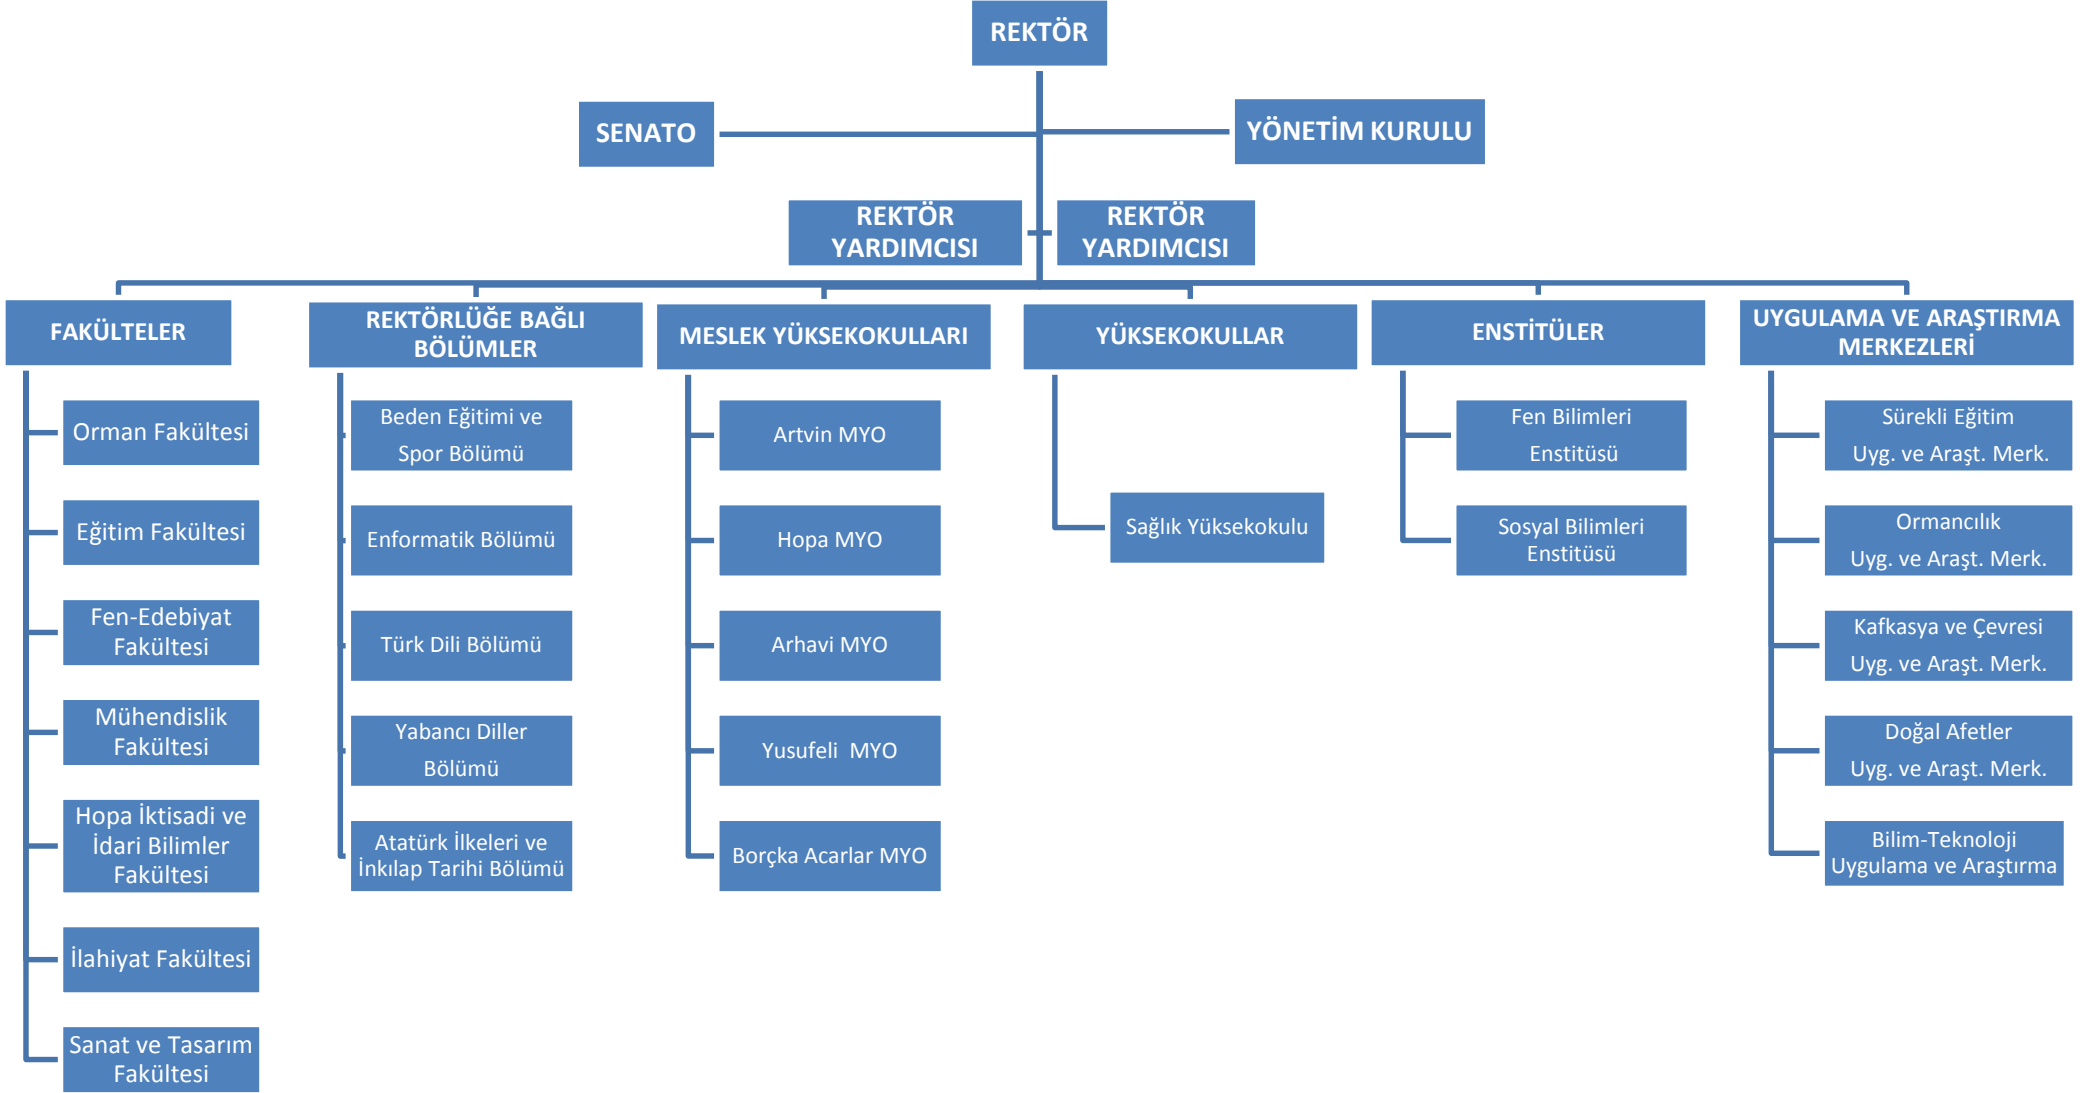 REKTÖR
SENATO
YÖNETİM KURULU
REKTÖR
YARDIMCISI
REKTÖR
YARDIMCISI
FAKÜLTELER
Orman Fakültesi
Eğitim Fakültesi
Fen-Edebiyat
Fakültesi
Mühendislik
Fakültesi
Hopa İktisadi ve
İdari Bilimler
Fakültesi
İlahiyat Fakültesi
Sanat ve Tasarım
Fakültesi
REKTÖRLÜĞE BAĞLI
BÖLÜMLER
Beden Eğitimi ve
Spor Bölümü
Enformatik Bölümü
Türk Dili Bölümü
Yabancı Diller
Bölümü
Atatürk İlkeleri ve
İnkılap Tarihi Bölümü
MESLEK YÜKSEKOKULLARI
Artvin MYO
Hopa MYO
Arhavi MYO
Yusufeli MYO
Borçka Acarlar MYO
YÜKSEKOKULLAR
Sağlık Yüksekokulu
ENSTİTÜLER
Fen Bilimleri
Enstitüsü
Sosyal Bilimleri
Enstitüsü
UYGULAMA VE ARAŞTIRMA
MERKEZLERİ
Sürekli Eğitim
Uyg. ve Araşt. Merk.
Ormancılık
Uyg. ve Araşt. Merk.
Kafkasya ve Çevresi
Uyg. ve Araşt. Merk.
Doğal Afetler
Uyg. ve Araşt. Merk.
Bilim-Teknoloji
Uygulama ve Araştırma